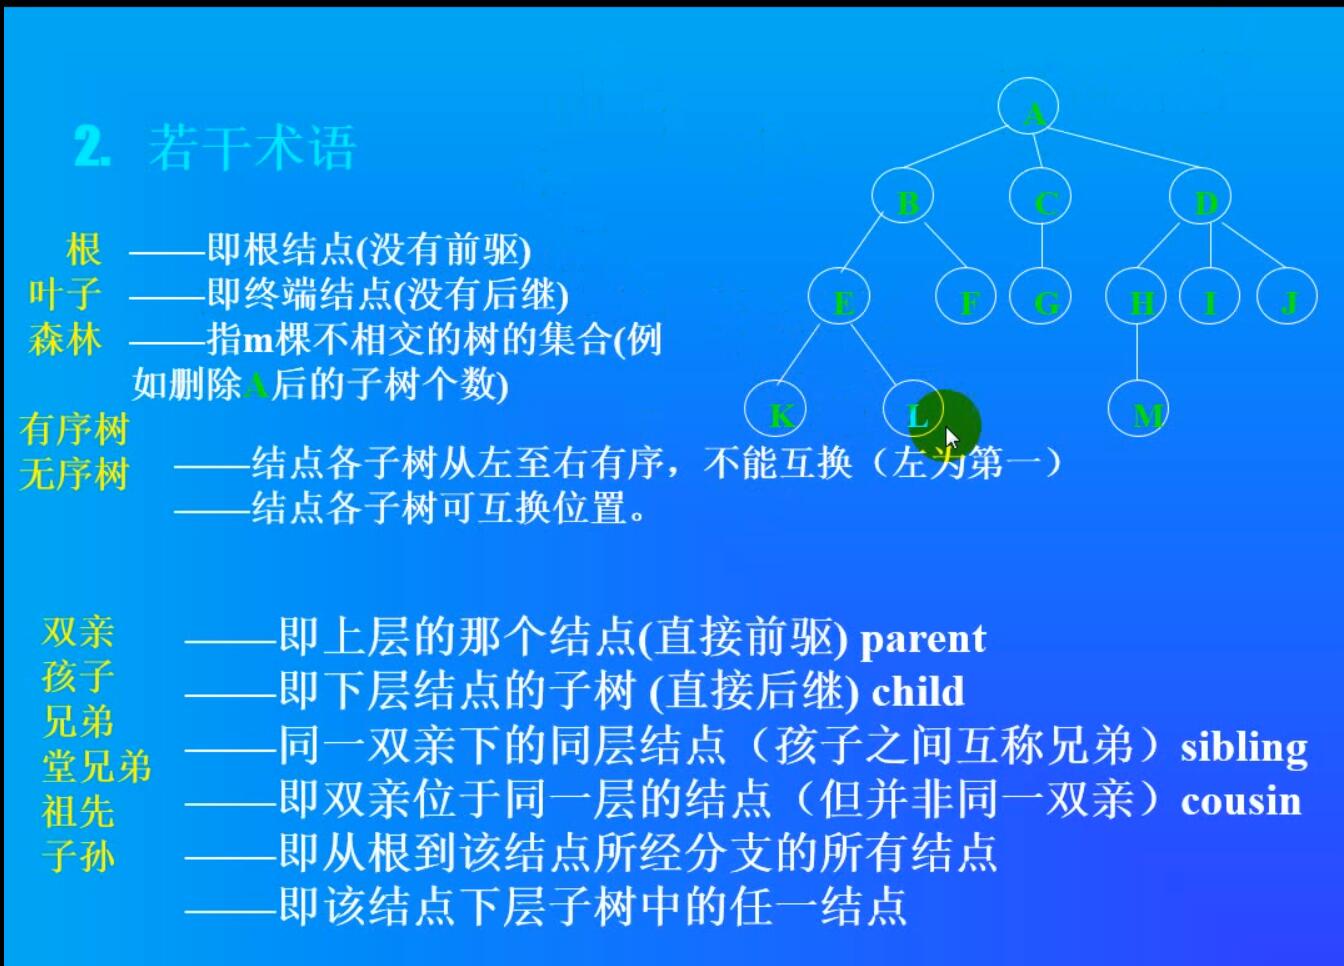 2. 若干术语
根 ——即根结点(没有前驱)
叶子 ——即终端结点(没有后继)
森林 ——指m棵不相交的树的集合(例
如删除A后的子树个数)
有序树
无序树 ——结点各子树从左至右有序，不能互换（左为第一）
——结点各子树可互换位置。
双亲 ——即上层的那个结点(直接前驱) parent
孩子 ——即下层结点的子树 (直接后继) child
兄弟 ——同一双亲下的同层结点（孩子之间互称兄弟）sibling
堂兄弟 ——即双亲位于同一层的结点（但并非同一双亲）cousin
祖先 ——即从根到该结点所经分支的所有结点
子孙 ——即该结点下层子树中的任一结点
A
B C D
E F G H I J
K L M